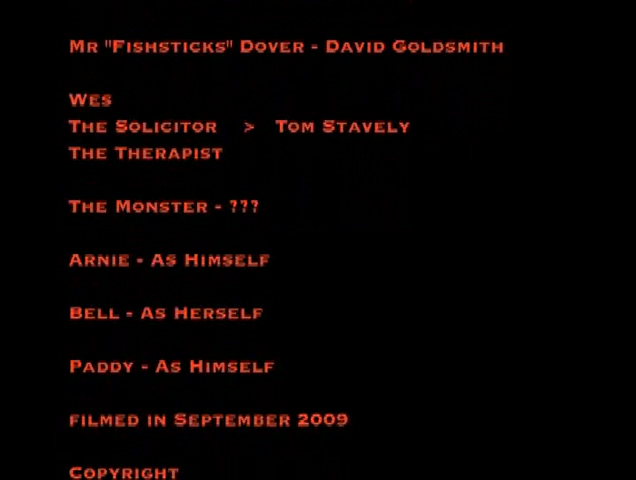 Mr "Fishsticks" Dover - David Goldsmith
Wes
The Solicitor > Tom Stavely
The Therapist
The Monster - ???
Arnie - As Himself
Bell - As Herself
Paddy - As Himself
filmed in September 2009
Copyright